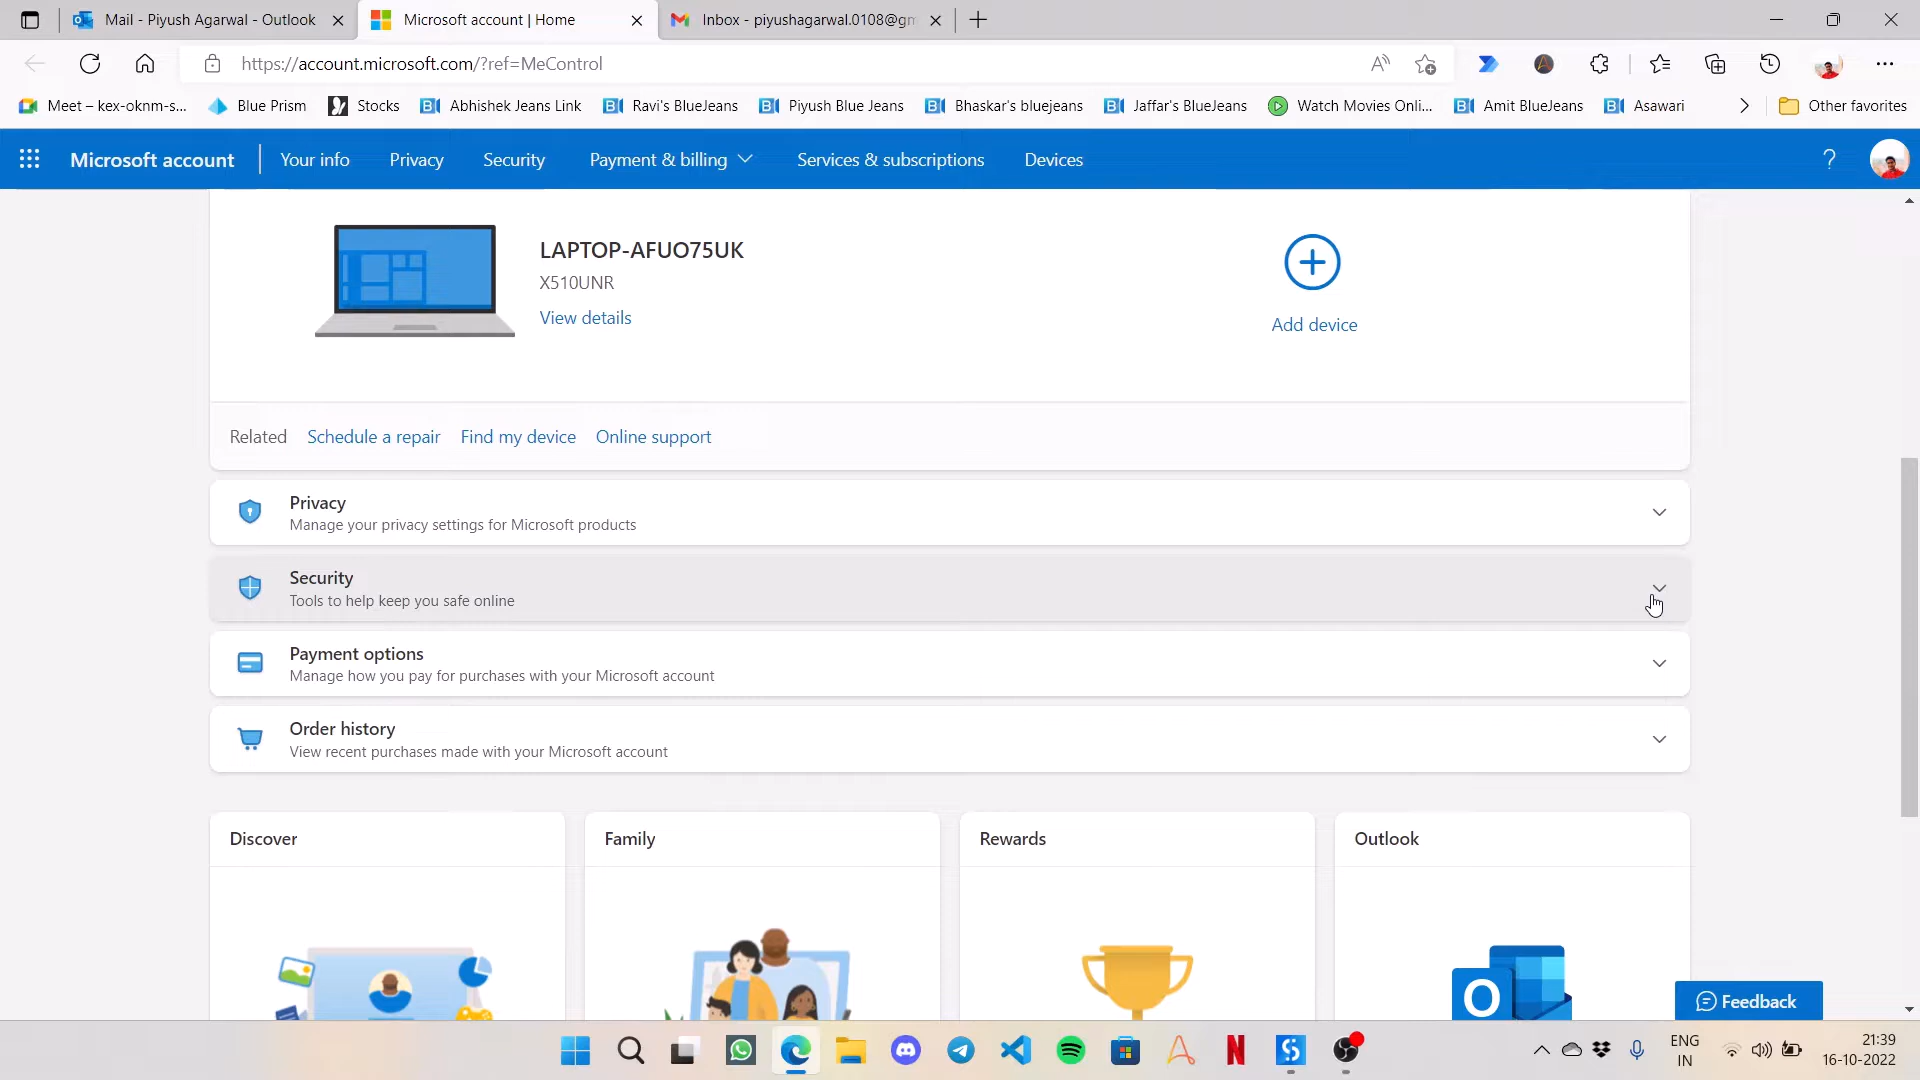 Mail - Piyush Agarwal - Outlook
Microsoft account | Home
Inbox - piyushagarwal.0108@gm
https://account.microsoft.com/?ref=MeControl
Meet – kex-oknm-s...
Blue Prism
Stocks
Abhishek Jeans Link
Ravi's BlueJeans
Piyush Blue Jeans
Bhaskar's bluejeans
Jaffar's BlueJeans
Watch Movies Onli...
Amit BlueJeans
Asawari
Other favorites
Microsoft account
Your info
Privacy
Security
Payment & billing
Services & subscriptions
Devices
?
LAPTOP-AFUO75UK
X510UNR
View details
Add device
Related
Schedule a repair
Find my device
Online support
Privacy
Manage your privacy settings for Microsoft products
Security
Tools to help keep you safe online
Payment options
Manage how you pay for purchases with your Microsoft account
Order history
View recent purchases made with your Microsoft account
Discover
Family
Rewards
Outlook
Feedback
ENG
IN
21:39
16-10-2022